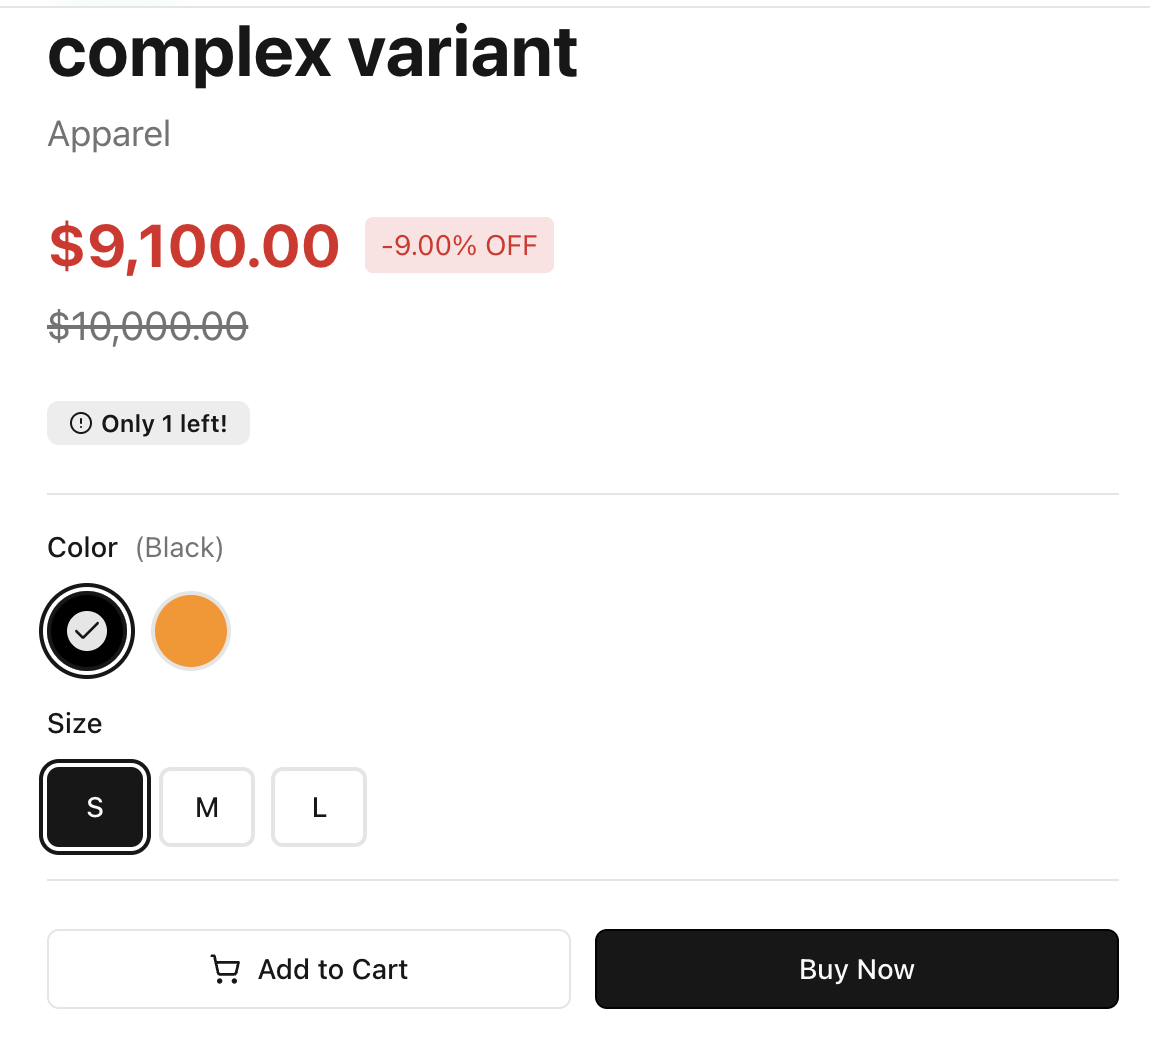 complex variant
Apparel
$9,100.00 -9.00% OFF
$10,000.00
Only 1 left!
Color (Black)
Size
S M L
Add to Cart Buy Now